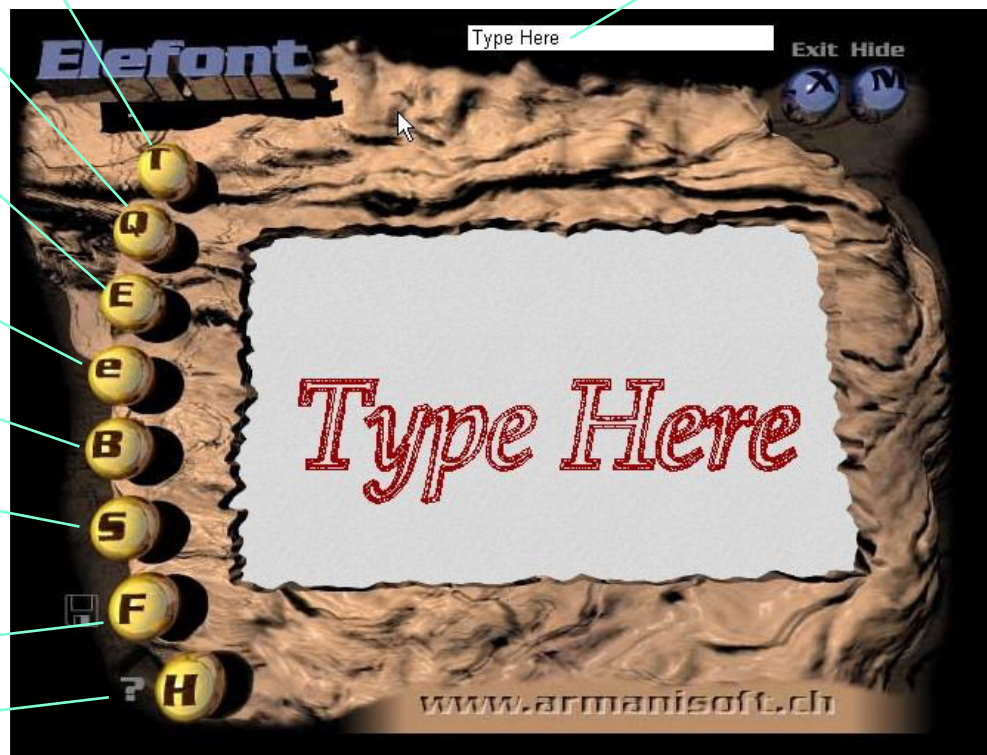 Type Here
Exit Hide
Elefont
X M
T
Q
E
e
B
S
F
? H
Type Here
www.armanisoft.ch